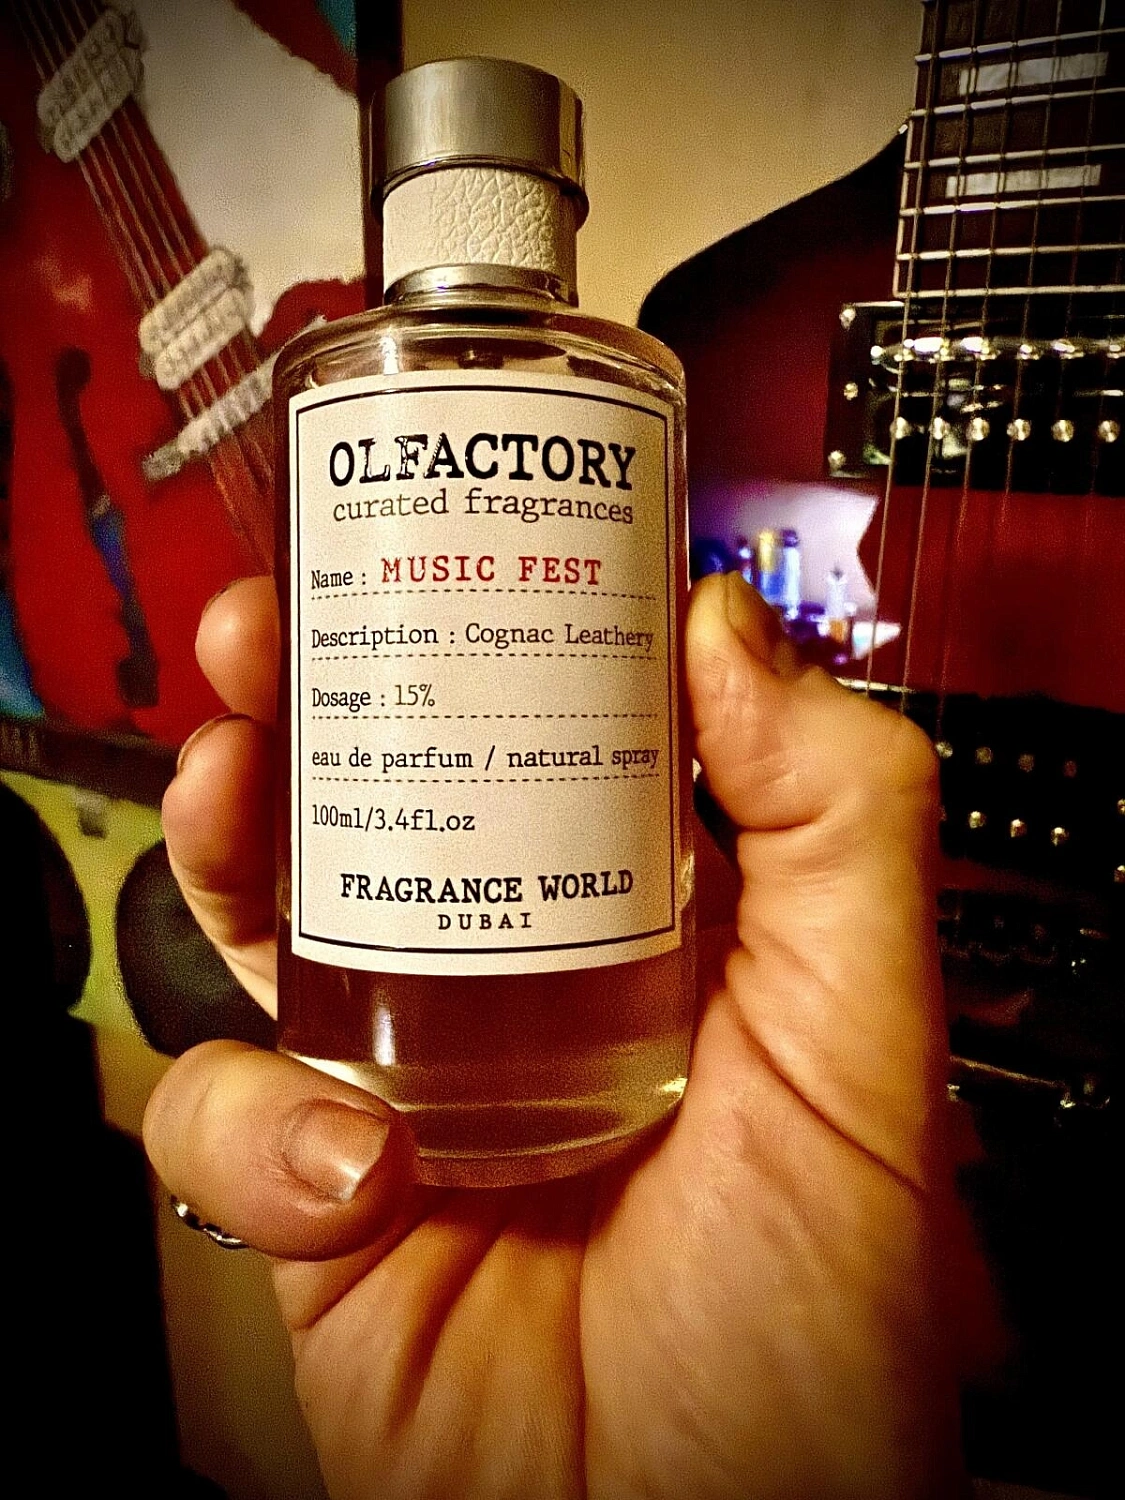 OLFACTORY
curated fragrances
Name : MUSIC FEST
Description : Cognac Leathery
Dosage : 15%
eau de parfum / natural spray
100ml/3.4fl.oz
FRAGRANCE WORLD
DUBAI